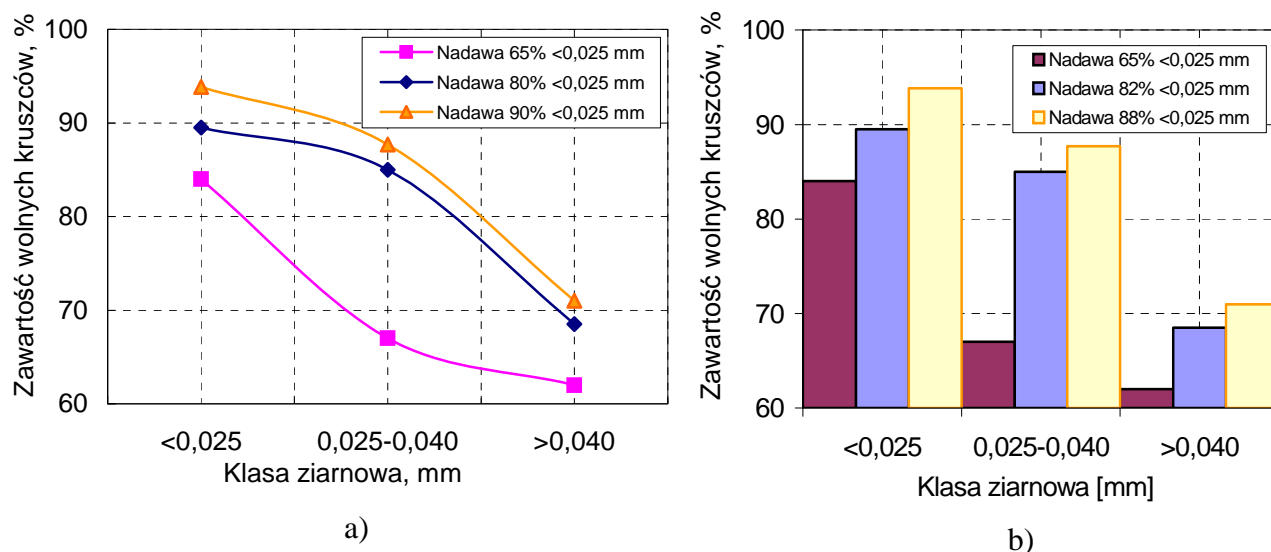 Zawartość wolnych kruszców, %
100
90
80
70
60
Nadawa 65% <0,025 mm
Nadawa 80% <0,025 mm
Nadawa 90% <0,025 mm
<0,025 0,025-0,040 >0,040
Klasa ziarnowa, mm
a)
Zawartość wolnych kruszców, %
100
90
80
70
60
Nadawa 65% <0,025 mm
Nadawa 82% <0,025 mm
Nadawa 88% <0,025 mm
<0,025 0,025-0,040 >0,040
Klasa ziarnowa [mm]
b)